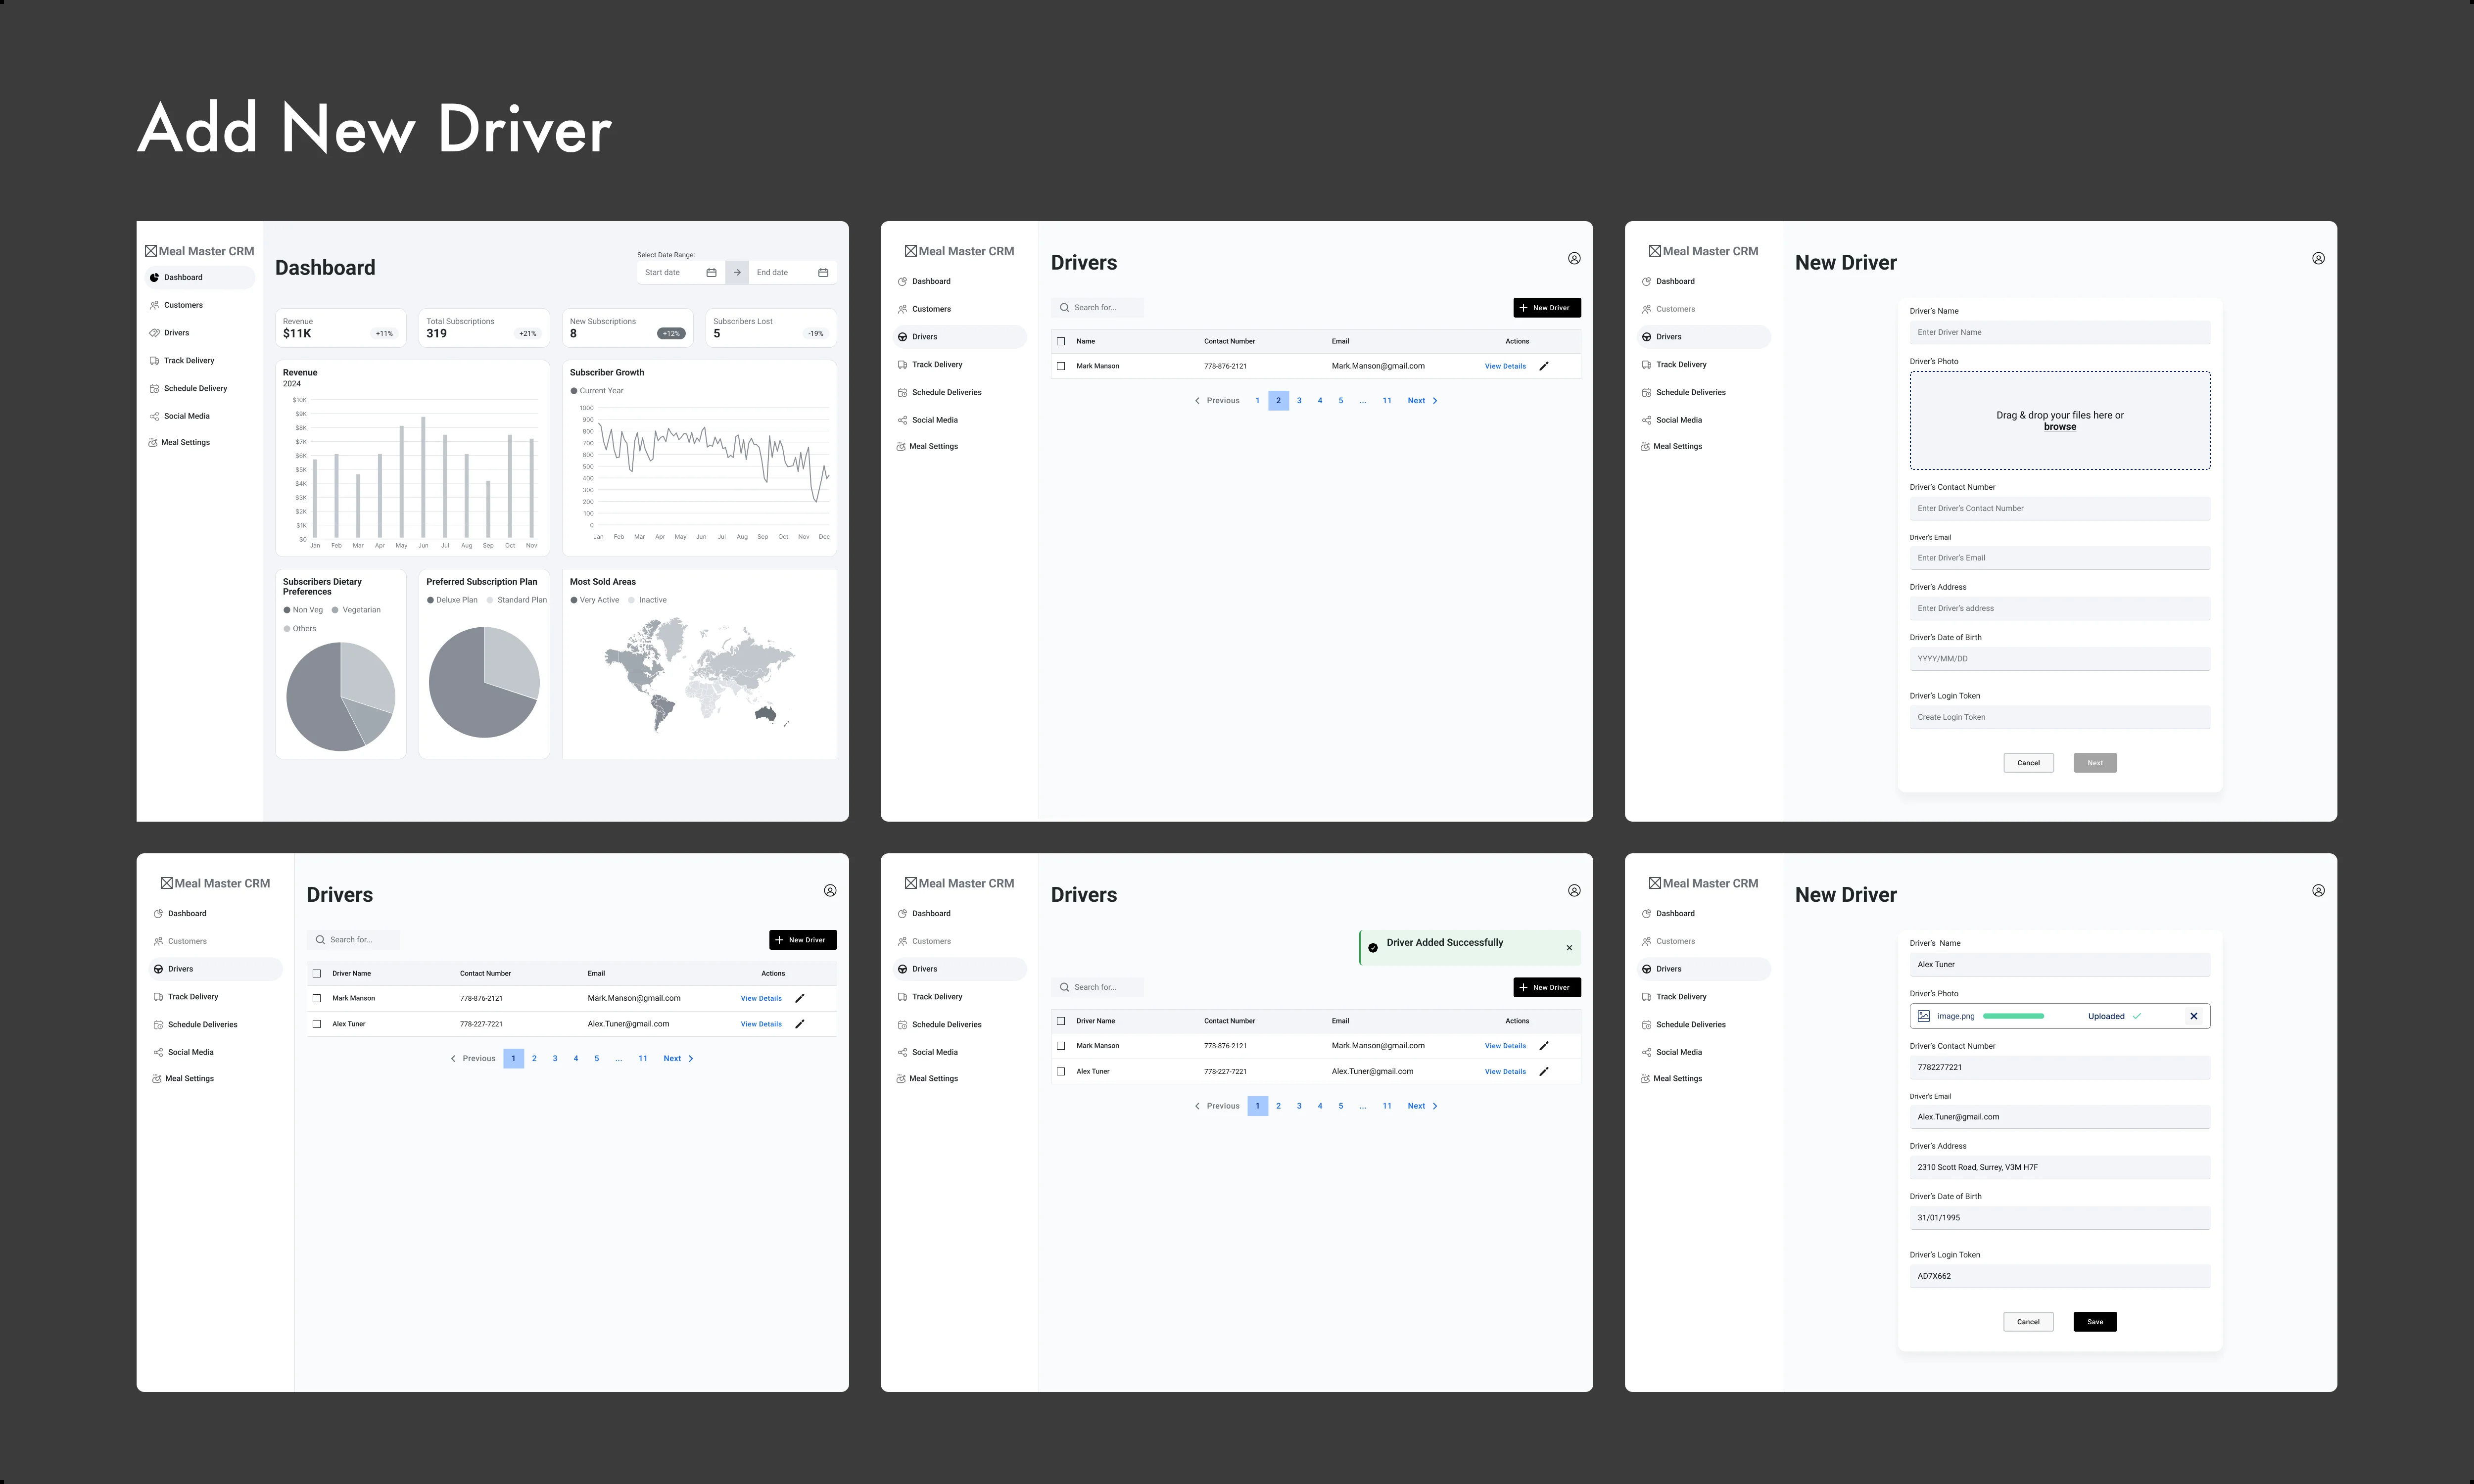 Add New Driver
Meal Master CRM
Dashboard
Customers
Drivers
Track Delivery
Schedule Delivery
Social Media
Meal Settings
Dashboard
Select Date Range:
Start date
End date
Revenue
$11K
+11%
Total Subscriptions
319
+21%
New Subscriptions
8
+12%
Subscribers Lost
5
-19%
Revenue
2024
$10K
$9K
$8K
$7K
$6K
$5K
$4K
$3K
$2K
$1K
$0
Jan Feb Mar Apr May Jun Jul Aug Sep Oct Nov
Subscriber Growth
Current Year
1000
900
800
700
600
500
400
300
200
100
0
Jan Feb Mar Apr May Jun Jul Aug Sep Oct Nov Dec
Subscribers Dietary
Preferences
Non Veg Vegetarian
Others
Preferred Subscription Plan
Deluxe Plan Standard Plan
Most Sold Areas
Very Active Inactive
Meal Master CRM
Dashboard
Customers
Drivers
Track Delivery
Schedule Deliveries
Social Media
Meal Settings
Drivers
Search for...
New Driver
Name Contact Number Email Actions
Mark Manson 778-876-2121 Mark.Manson@gmail.com View Details
Previous 1 2 3 4 5 ... 11 Next
Meal Master CRM
Dashboard
Customers
Drivers
Track Delivery
Schedule Deliveries
Social Media
Meal Settings
New Driver
Driver's Name
Enter Driver Name
Driver's Photo
Drag & drop your files here or
browse
Driver's Contact Number
Enter Driver's Contact Number
Driver's Email
Enter Driver's Email
Driver's Address
Enter Driver's address
Driver's Date of Birth
YYYY/MM/DD
Driver's Login Token
Create Login Token
Cancel Next
Meal Master CRM
Dashboard
Customers
Drivers
Track Delivery
Schedule Deliveries
Social Media
Meal Settings
Drivers
Search for...
New Driver
Driver Name Contact Number Email Actions
Mark Manson 778-876-2121 Mark.Manson@gmail.com View Details
Alex Tuner 778-227-7221 Alex.Tuner@gmail.com View Details
Previous 1 2 3 4 5 ... 11 Next
Meal Master CRM
Dashboard
Customers
Drivers
Track Delivery
Schedule Deliveries
Social Media
Meal Settings
Drivers
Driver Added Successfully
Search for...
New Driver
Driver Name Contact Number Email Actions
Mark Manson 778-876-2121 Mark.Manson@gmail.com View Details
Alex Tuner 778-227-7221 Alex.Tuner@gmail.com View Details
Previous 1 2 3 4 5 ... 11 Next
Meal Master CRM
Dashboard
Customers
Drivers
Track Delivery
Schedule Deliveries
Social Media
Meal Settings
New Driver
Driver's Name
Alex Tuner
Driver's Photo
image.png Uploaded
Driver's Contact Number
7782277221
Driver's Email
Alex.Tuner@gmail.com
Driver's Address
2310 Scott Road, Surrey, V3M H7F
Driver's Date of Birth
31/01/1995
Driver's Login Token
AD7X662
Cancel Save